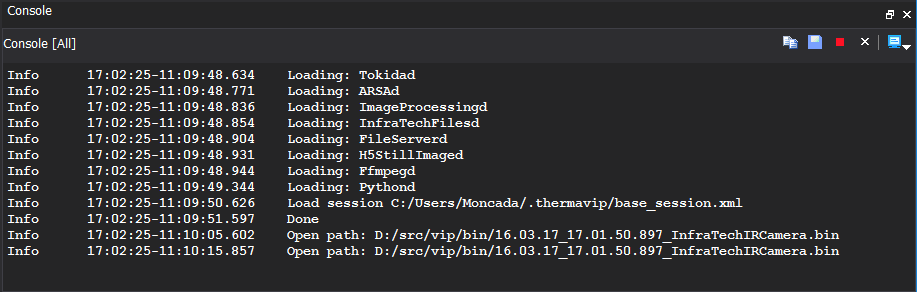 Console
Console [All]
Info 17:02:25-11:09:48.634 Loading: Tokidad
Info 17:02:25-11:09:48.771 Loading: ARSAd
Info 17:02:25-11:09:48.836 Loading: ImageProcessingd
Info 17:02:25-11:09:48.854 Loading: InfraTechFilesd
Info 17:02:25-11:09:48.904 Loading: FileServerd
Info 17:02:25-11:09:48.931 Loading: H5StillImaged
Info 17:02:25-11:09:48.944 Loading: Ffmpegd
Info 17:02:25-11:09:49.344 Loading: Pythond
Info 17:02:25-11:09:50.626 Load session C:/Users/Moncada/.thermavip/base_session.xml
Info 17:02:25-11:09:51.597 Done
Info 17:02:25-11:10:05.602 Open path: D:/src/vip/bin/16.03.17_17.01.50.897_InfraTechIRCamera.bin
Info 17:02:25-11:10:15.857 Open path: D:/src/vip/bin/16.03.17_17.01.50.897_InfraTechIRCamera.bin